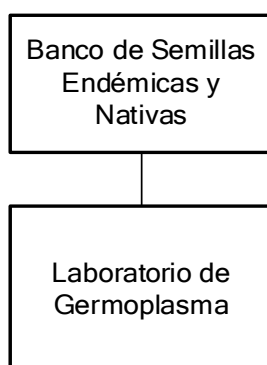 Banco de Semillas
Endémicas y
Nativas
Laboratorio de
Germoplasma